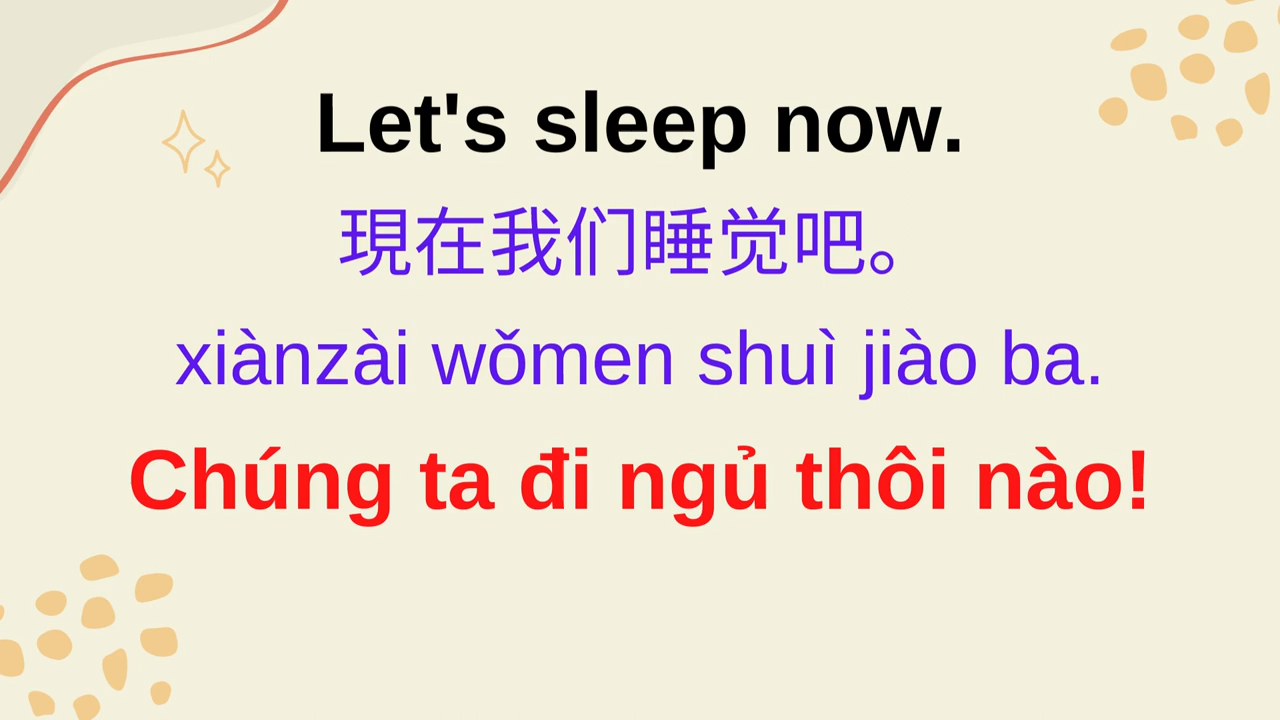 Let's sleep now.
現在我们睡觉吧。
xiànzài wǒmen shuì jiào ba.
Chúng ta đi ngủ thôi nào!